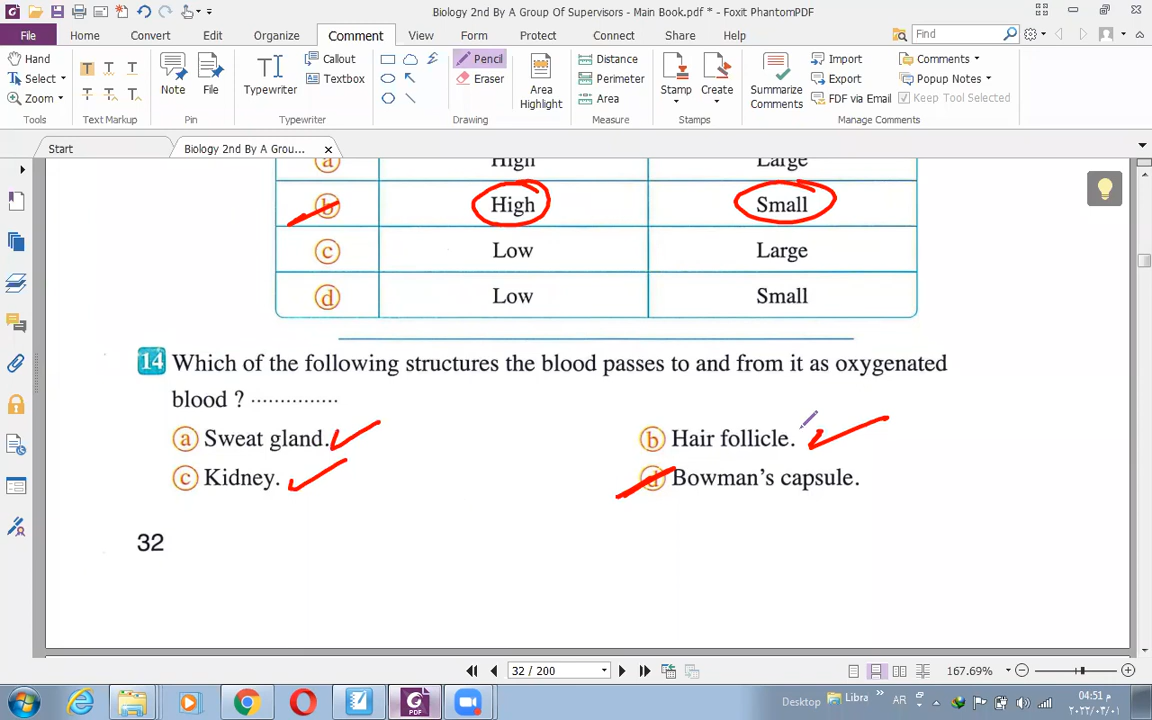 Biology 2nd By A Group Of Supervisors - Main Book.pdf * - Foxit PhantomPDF
File Home Convert Edit Organize Comment View Form Protect Connect Share Help Find
Hand Select Zoom Tools
Text Markup
Note File Pin
Typewriter Callout Textbox Typewriter
Pencil Eraser Drawing
Area Highlight
Distance Perimeter Area Measure
Stamp Create Stamps
Summarize Comments Import Export FDF via Email Comments Popup Notes Keep Tool Selected Manage Comments
Start Biology 2nd By A Grou...
a High Large
b High Small
c Low Large
d Low Small
14 Which of the following structures the blood passes to and from it as oxygenated
blood ? ...............
a Sweat gland. b Hair follicle.
c Kidney. d Bowman's capsule.
32
32 / 200 167.69%
Desktop Libra » AR 04:51 م
٢٠٢٢/٠٣/٠١